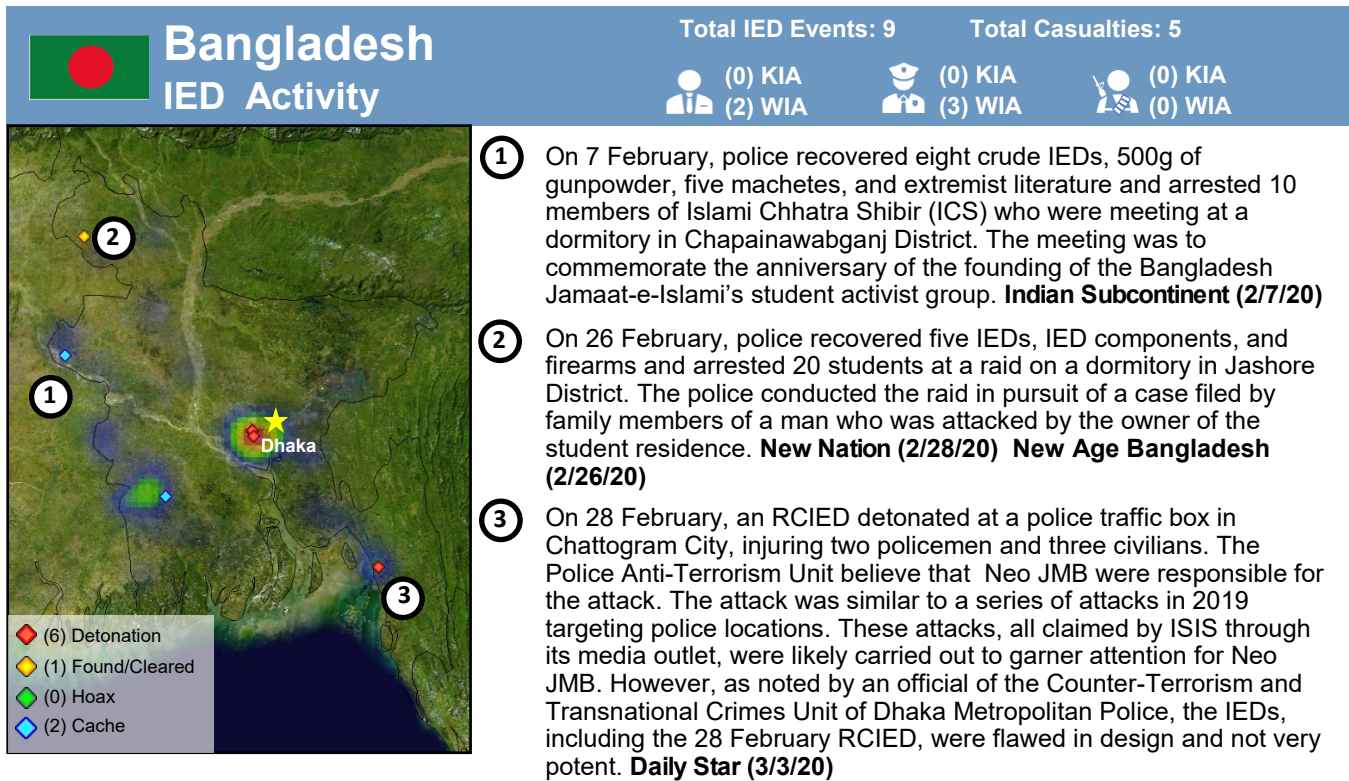 Bangladesh
IED Activity
Total IED Events: 9
Total Casualties: 5
(0) KIA
(2) WIA
(0) KIA
(3) WIA
(0) KIA
(0) WIA
2
1
Dhaka
3
(6) Detonation
(1) Found/Cleared
(0) Hoax
(2) Cache
1
On 7 February, police recovered eight crude IEDs, 500g of
gunpowder, five machetes, and extremist literature and arrested 10
members of Islami Chhatra Shibir (ICS) who were meeting at a
dormitory in Chapainawabganj District. The meeting was to
commemorate the anniversary of the founding of the Bangladesh
Jamaat-e-Islami’s student activist group. Indian Subcontinent (2/7/20)
2
On 26 February, police recovered five IEDs, IED components, and
firearms and arrested 20 students at a raid on a dormitory in Jashore
District. The police conducted the raid in pursuit of a case filed by
family members of a man who was attacked by the owner of the
student residence. New Nation (2/28/20) New Age Bangladesh
(2/26/20)
3
On 28 February, an RCIED detonated at a police traffic box in
Chattogram City, injuring two policemen and three civilians. The
Police Anti-Terrorism Unit believe that Neo JMB were responsible for
the attack. The attack was similar to a series of attacks in 2019
targeting police locations. These attacks, all claimed by ISIS through
its media outlet, were likely carried out to garner attention for Neo
JMB. However, as noted by an official of the Counter-Terrorism and
Transnational Crimes Unit of Dhaka Metropolitan Police, the IEDs,
including the 28 February RCIED, were flawed in design and not very
potent. Daily Star (3/3/20)